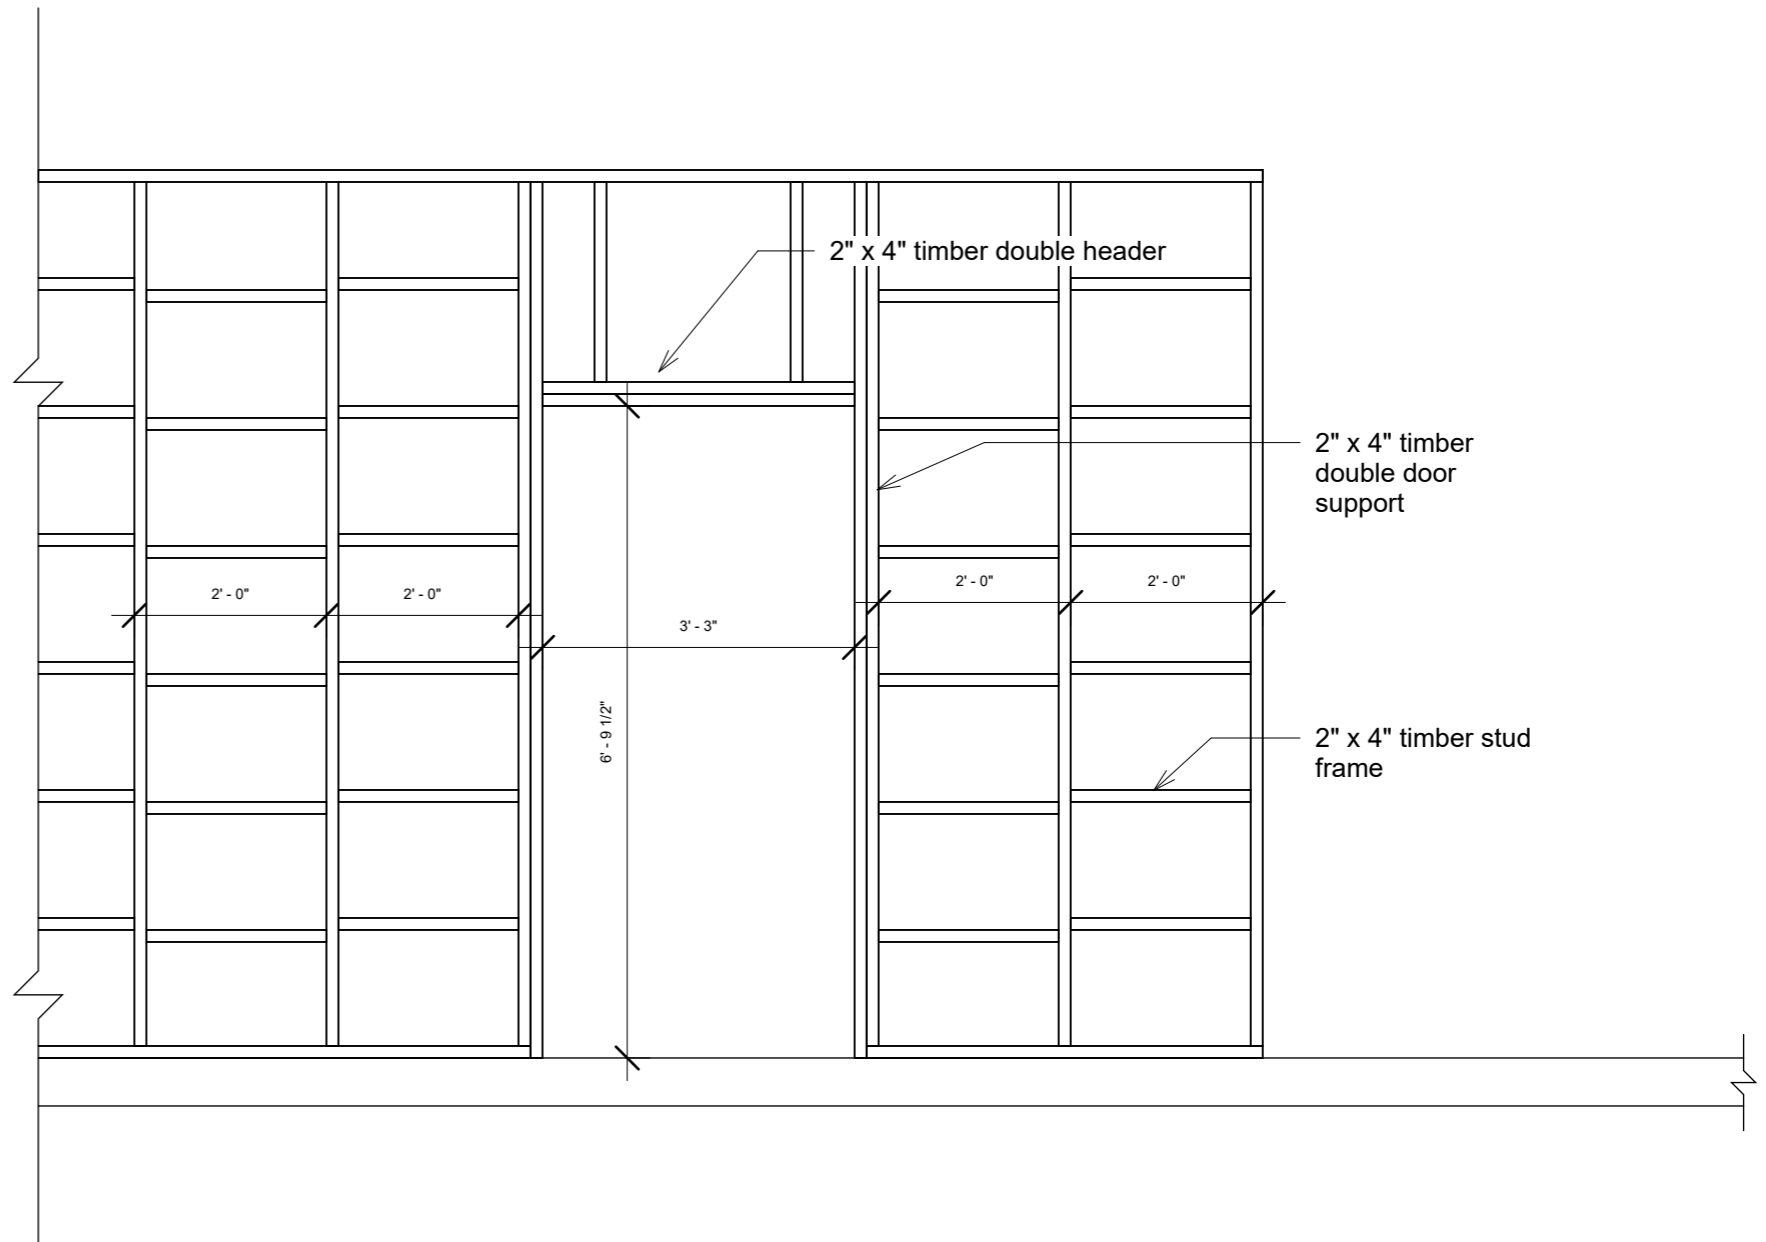 2" x 4" timber double header
2" x 4" timber
double door
support
2' - 0"
2' - 0"
2' - 0"
2' - 0"
3' - 3"
6' - 9 1/2"
2" x 4" timber stud
frame